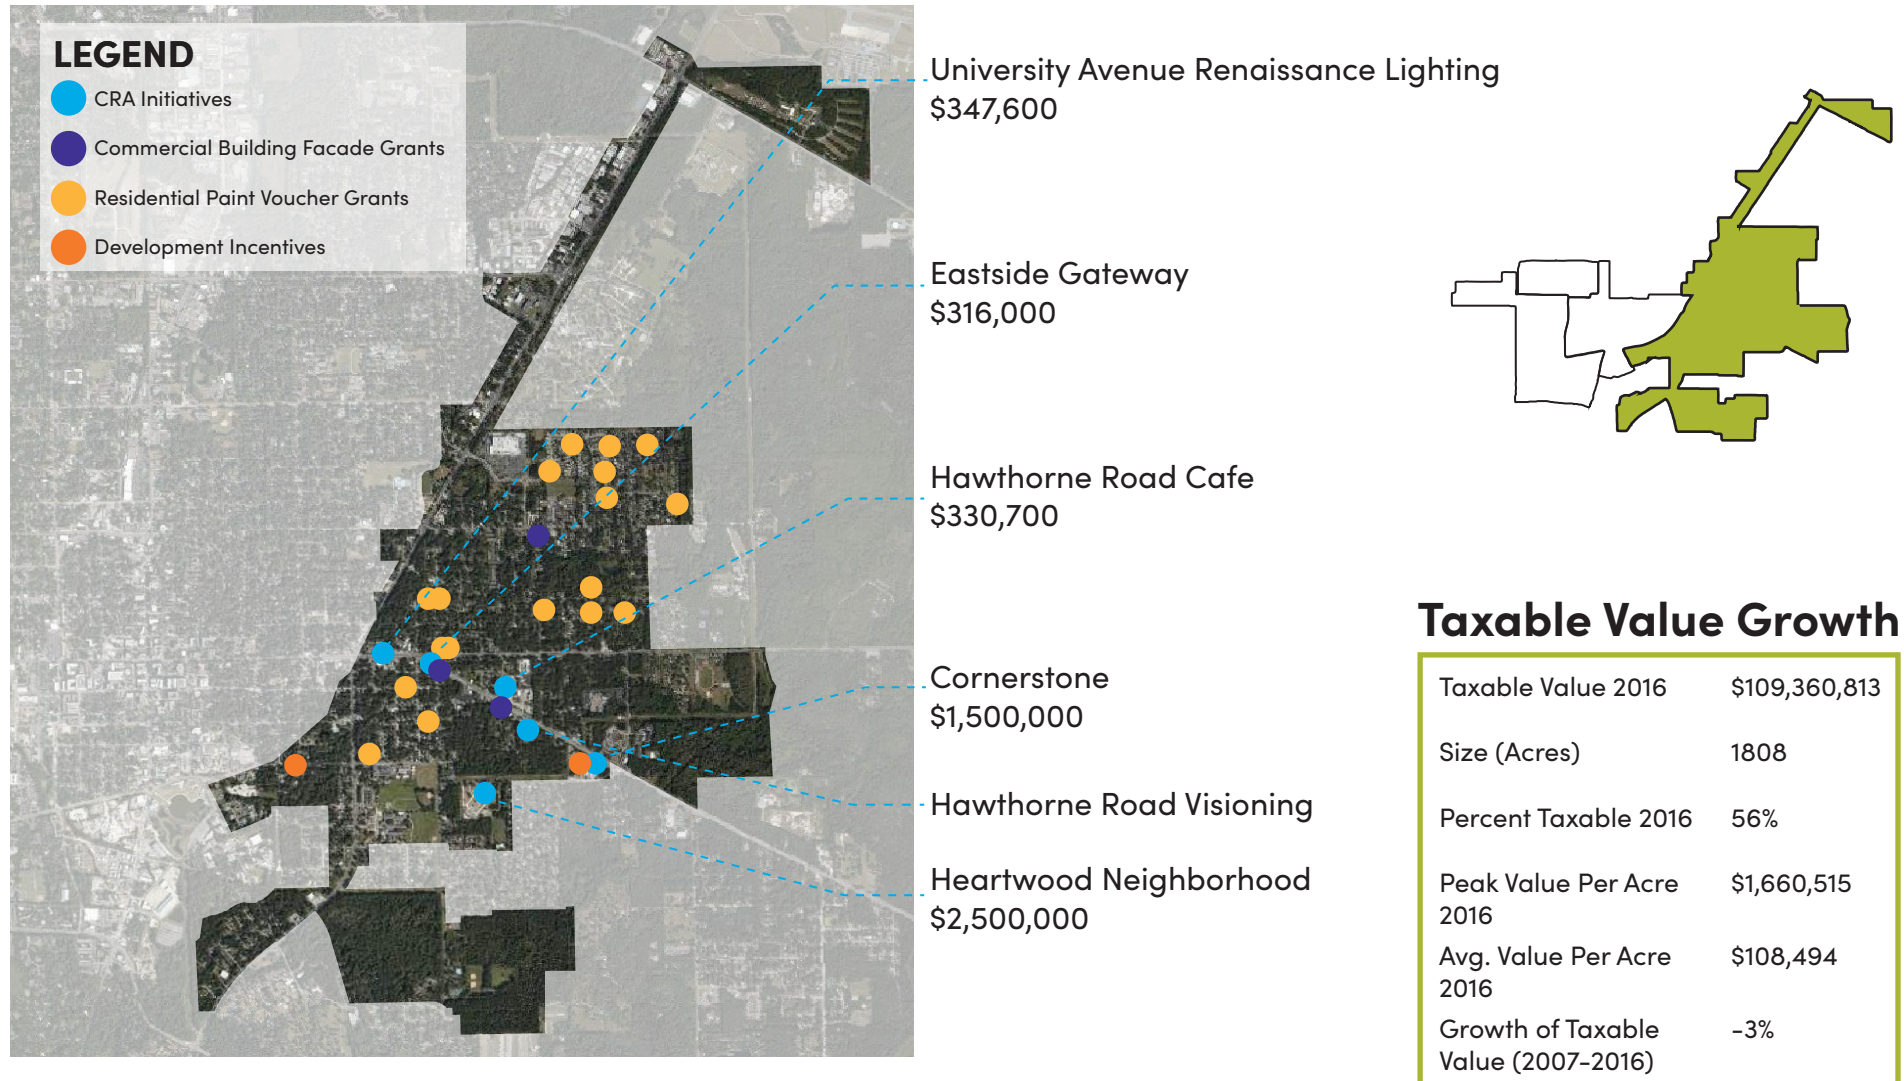 LEGEND
CRA Initiatives
Commercial Building Facade Grants
Residential Paint Voucher Grants
Development Incentives
University Avenue Renaissance Lighting
$347,600
Eastside Gateway
$316,000
Hawthorne Road Cafe
$330,700
Cornerstone
$1,500,000
Hawthorne Road Visioning
Heartwood Neighborhood
$2,500,000
Taxable Value Growth
Taxable Value 2016 $109,360,813
Size (Acres) 1808
Percent Taxable 2016 56%
Peak Value Per Acre $1,660,515
2016
Avg. Value Per Acre $108,494
2016
Growth of Taxable -3%
Value (2007-2016)